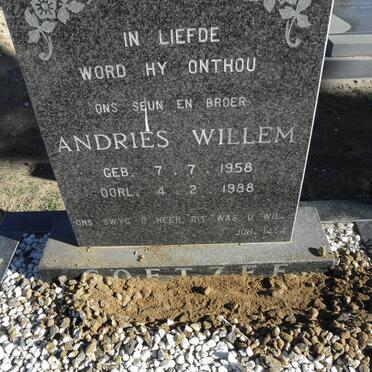 IN LIEFDE
WORD HY ONTHOU
ONS SEUN EN BROER
ANDRIES WILLEM
GEB. 7. 7. 1958
OORL. 4. 2. 1988
ONS SWYG O HEER DIT WAS U WIL.
JOH. 14:4
COETZEE